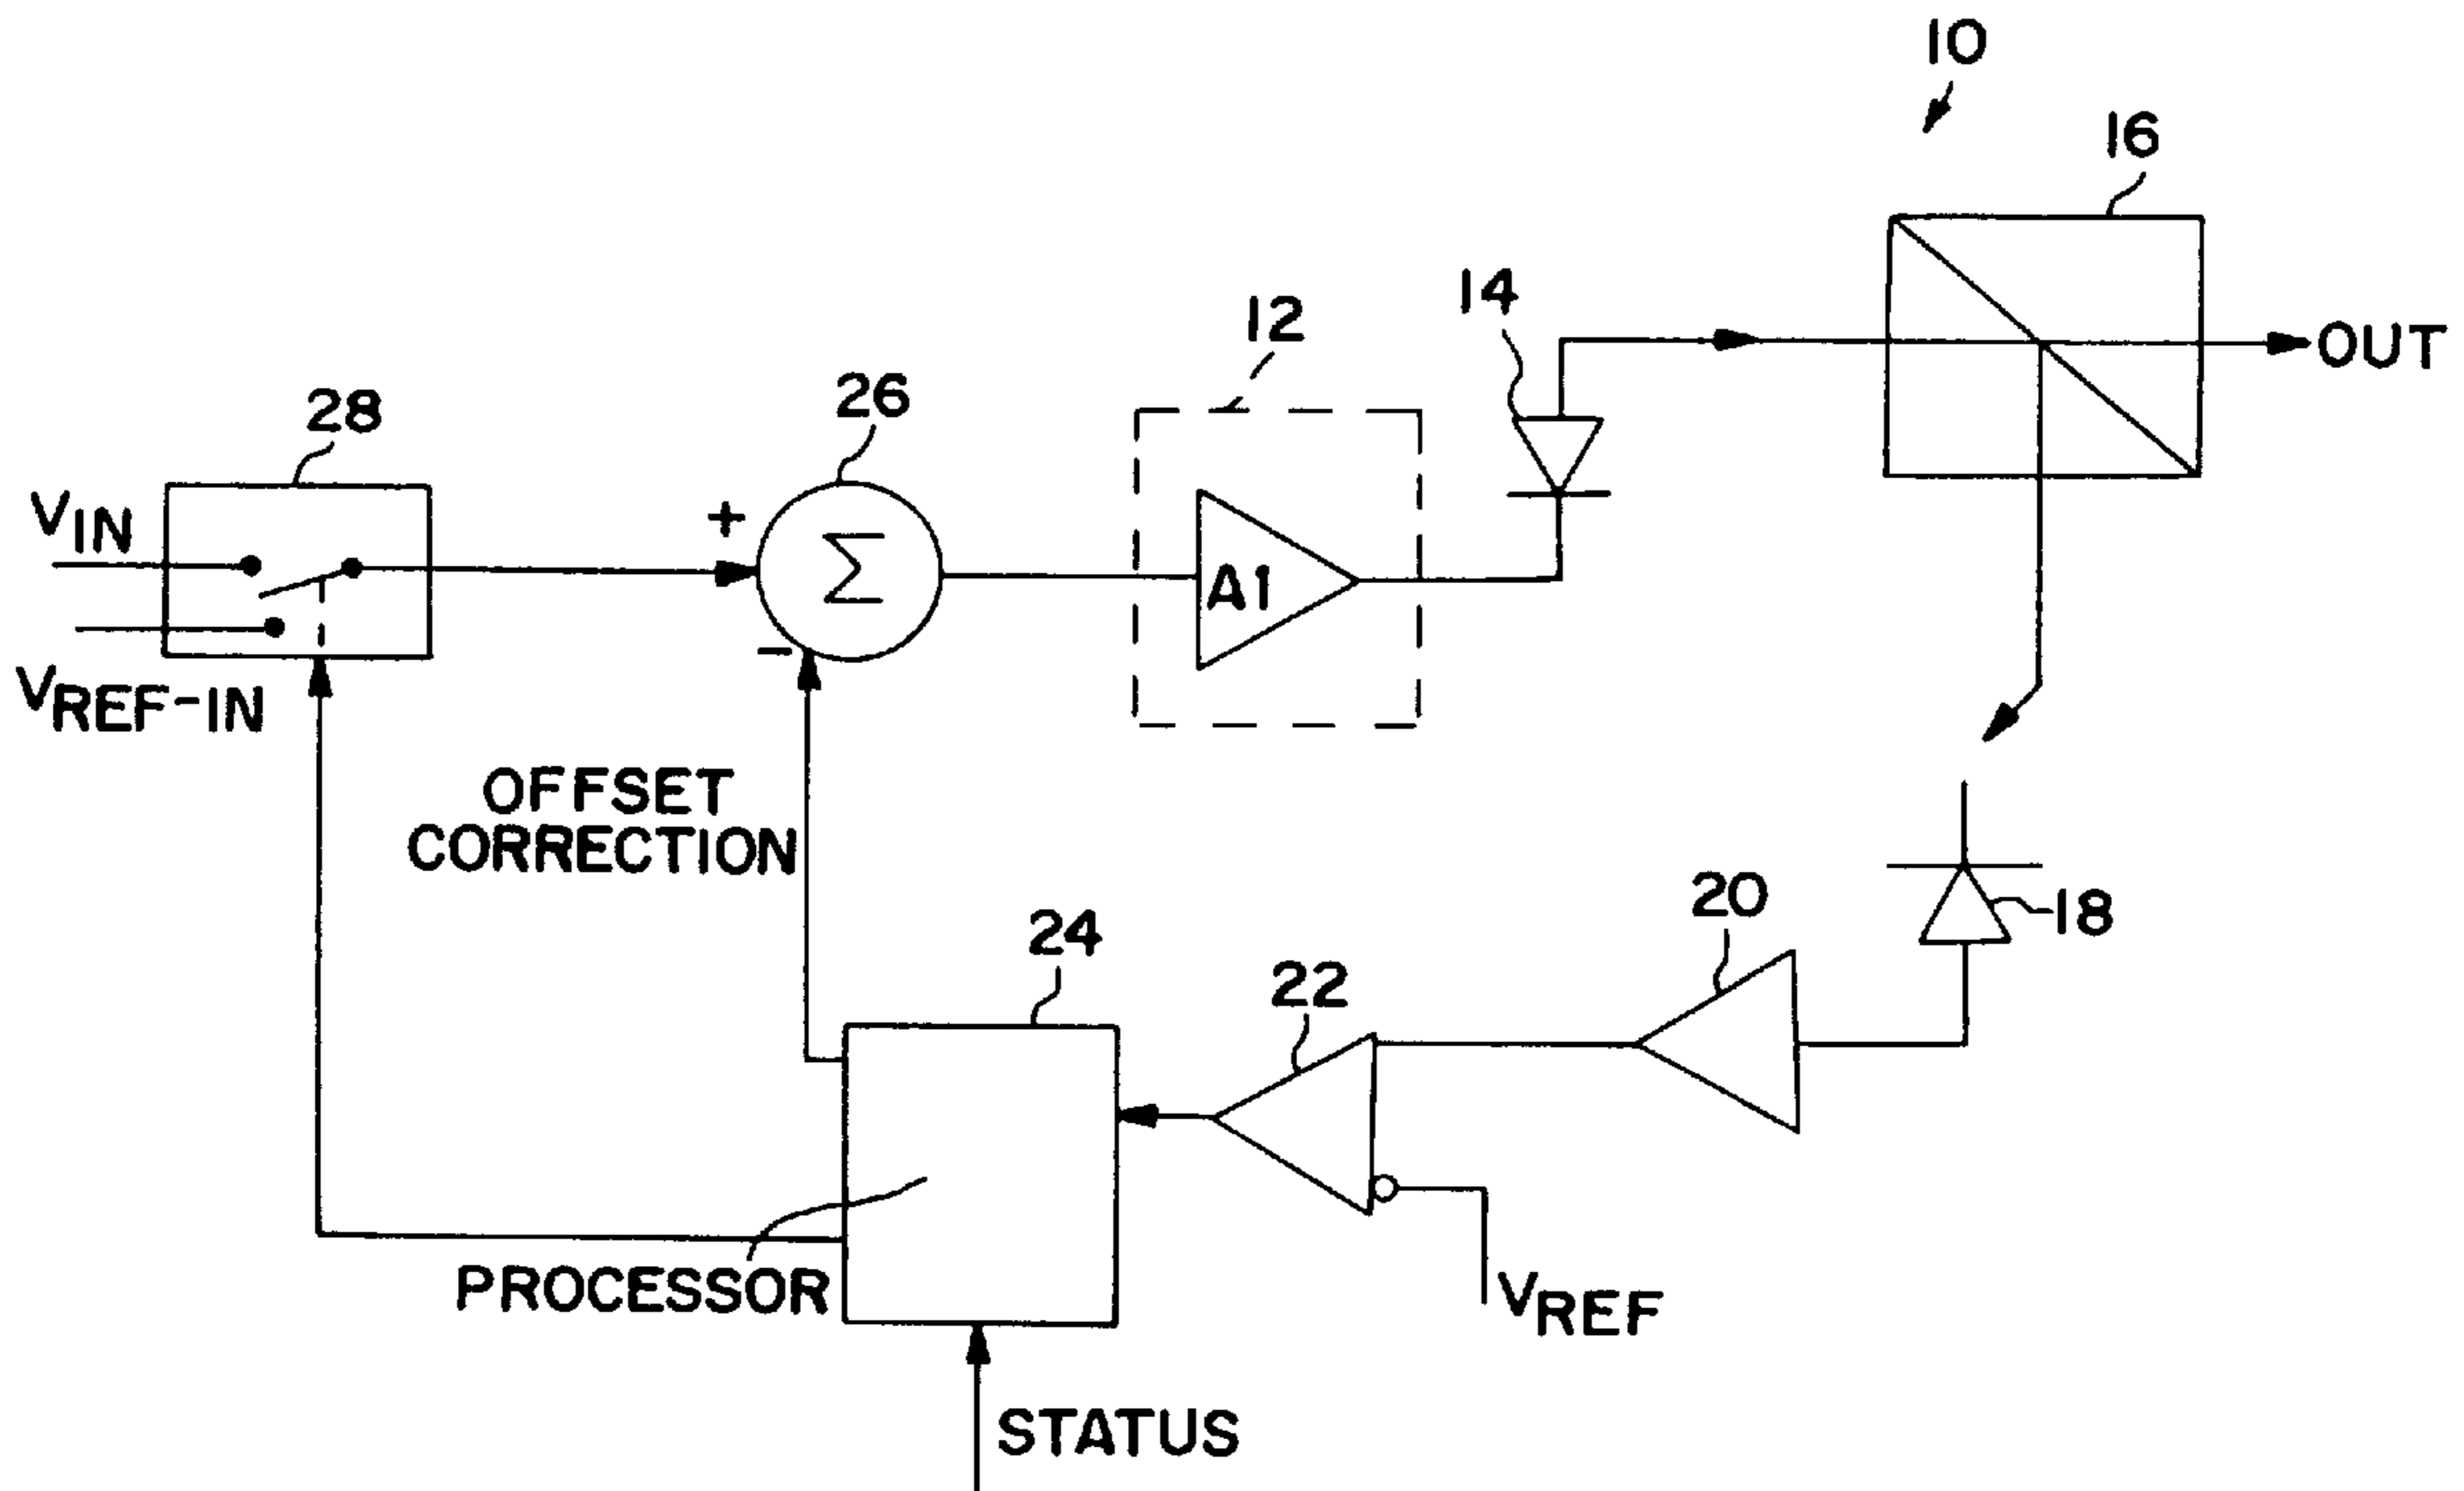 10
16
14
12
OUT
26
28
VIN
+
Σ
A1
-
VREF-IN
OFFSET
CORRECTION
20
18
24
22
PROCESSOR
VREF
STATUS